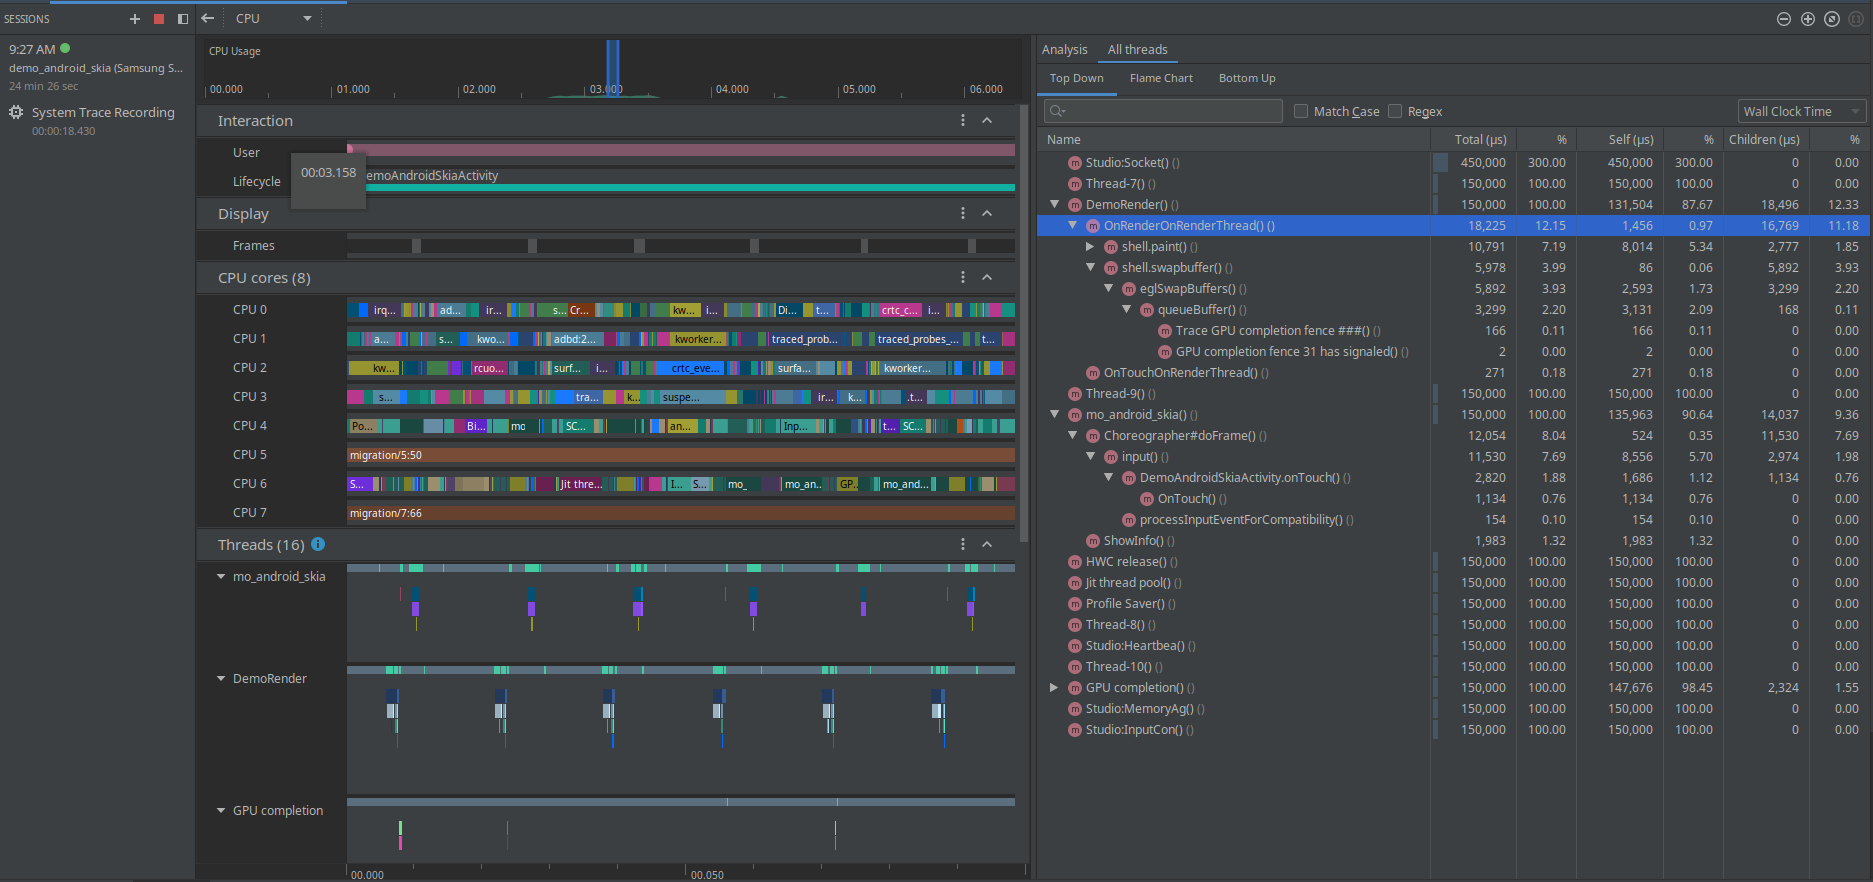 SESSIONS
CPU
9:27 AM
demo_android_skia (Samsung S...
24 min 26 sec
System Trace Recording
00:00:18.430
CPU Usage
00.000 01.000 02.000 03.000 04.000 05.000 06.000
Interaction
User
00:03.158
Lifecycle
emoAndroidSkiaActivity
Display
Frames
CPU cores (8)
CPU 0 irq... ad... ir... s... Cr... kw... i... Di... t... crtc_c... i...
CPU 1 a... s... kwo... adbd:2... kworker... traced_prob... traced_probes_... t...
CPU 2 kw... rcuo... surf... i... crtc_eve... surfa... kworker...
CPU 3 s... tra... k... suspe... ir... k... .t...
CPU 4 Po... Bi... mo SC... an... Inp... t... SC...
CPU 5 migration/5:50
CPU 6 S... Jit thre... I... S... mo_ mo_an.. GP. mo_and...
CPU 7 migration/7:66
Threads (16)
mo_android_skia
DemoRender
GPU completion
00.000 00.050
Analysis All threads
Top Down Flame Chart Bottom Up
Match Case Regex Wall Clock Time
Name Total (μs) % Self (μs) % Children (μs) %
Studio:Socket() () 450,000 300.00 450,000 300.00 0 0.00
Thread-7() () 150,000 100.00 150,000 100.00 0 0.00
DemoRender() () 150,000 100.00 131,504 87.67 18,496 12.33
OnRenderOnRenderThread() () 18,225 12.15 1,456 0.97 16,769 11.18
shell.paint() () 10,791 7.19 8,014 5.34 2,777 1.85
shell.swapbuffer() () 5,978 3.99 86 0.06 5,892 3.93
eglSwapBuffers() () 5,892 3.93 2,593 1.73 3,299 2.20
queueBuffer() () 3,299 2.20 3,131 2.09 168 0.11
Trace GPU completion fence ###() () 166 0.11 166 0.11 0 0.00
GPU completion fence 31 has signaled() () 2 0.00 2 0.00 0 0.00
OnTouchOnRenderThread() () 271 0.18 271 0.18 0 0.00
Thread-9() () 150,000 100.00 150,000 100.00 0 0.00
mo_android_skia() () 150,000 100.00 135,963 90.64 14,037 9.36
Choreographer#doFrame() () 12,054 8.04 524 0.35 11,530 7.69
input() () 11,530 7.69 8,556 5.70 2,974 1.98
DemoAndroidSkiaActivity.onTouch() () 2,820 1.88 1,686 1.12 1,134 0.76
OnTouch() () 1,134 0.76 1,134 0.76 0 0.00
processInputEventForCompatibility() () 154 0.10 154 0.10 0 0.00
ShowInfo() () 1,983 1.32 1,983 1.32 0 0.00
HWC release() () 150,000 100.00 150,000 100.00 0 0.00
Jit thread pool() () 150,000 100.00 150,000 100.00 0 0.00
Profile Saver() () 150,000 100.00 150,000 100.00 0 0.00
Thread-8() () 150,000 100.00 150,000 100.00 0 0.00
Studio:Heartbea() () 150,000 100.00 150,000 100.00 0 0.00
Thread-10() () 150,000 100.00 150,000 100.00 0 0.00
GPU completion() () 150,000 100.00 147,676 98.45 2,324 1.55
Studio:MemoryAg() () 150,000 100.00 150,000 100.00 0 0.00
Studio:InputCon() () 150,000 100.00 150,000 100.00 0 0.00